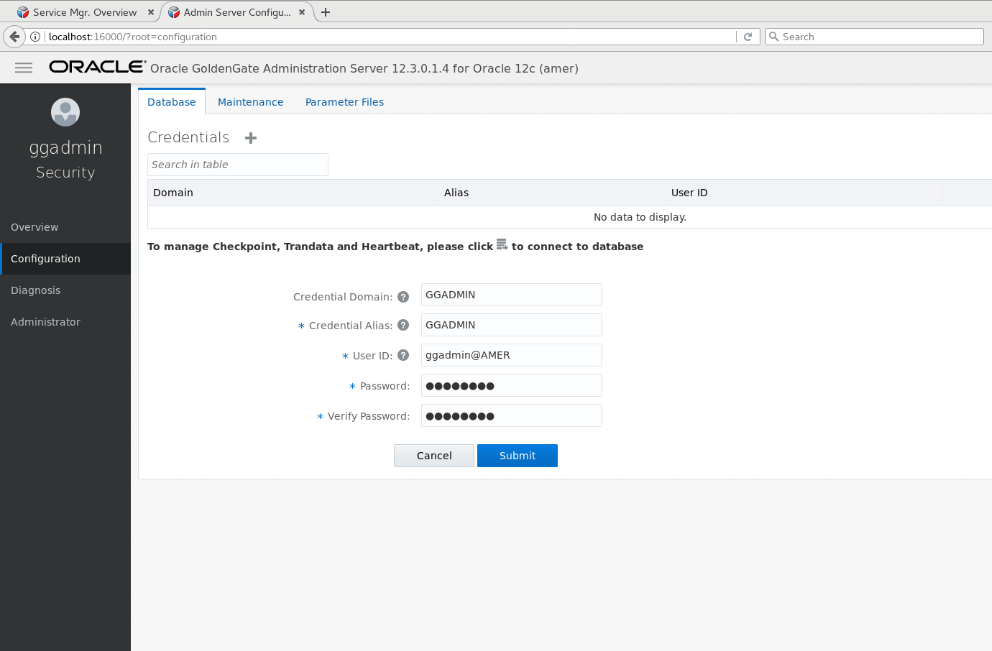 Service Mgr. Overview × Admin Server Configu... × +
localhost:16000/?root=configuration Search
ORACLE Oracle GoldenGate Administration Server 12.3.0.1.4 for Oracle 12c (amer)
ggadmin
Security
Overview
Configuration
Diagnosis
Administrator
Database Maintenance Parameter Files
Credentials +
Search in table
Domain Alias User ID
No data to display.
To manage Checkpoint, Trandata and Heartbeat, please click to connect to database
Credential Domain: ? GGADMIN
* Credential Alias: ? GGADMIN
* User ID: ? ggadmin@AMER
* Password: ●●●●●●●●
* Verify Password: ●●●●●●●●
Cancel Submit